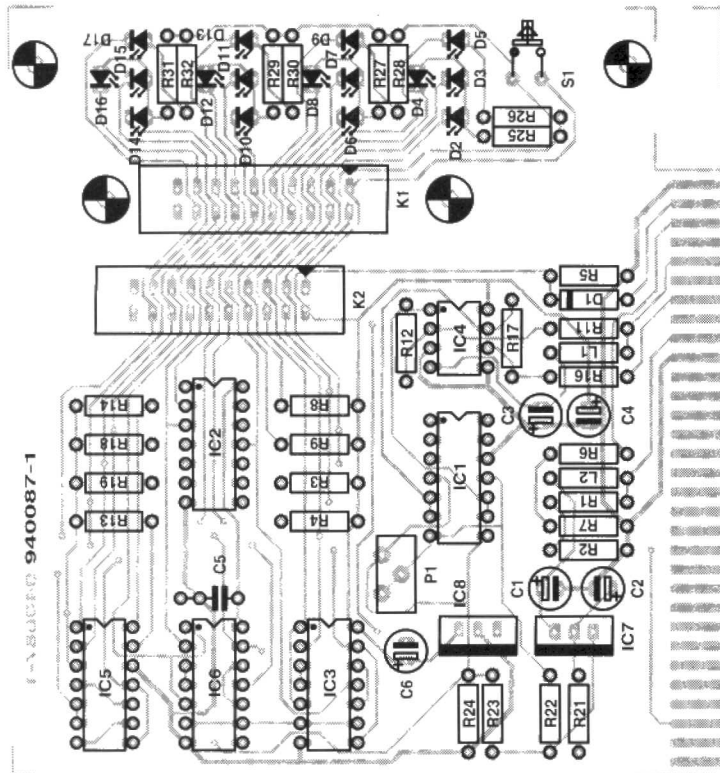 D17
D15
D16
D14
R31
R32
D13
D11
D12
D10
R29
R30
D9
D7
D8
D6
R27
R28
D5
D3
D4
D2
S1
R26
R25
K1
K2
R5
D1
R11
L1
R16
R12
IC4
R17
C3
C4
R14
R18
R19
R13
IC2
R8
R9
R3
R4
IC1
R6
L2
R1
R7
R2
P1
C5
IC8
C1
C2
IC7
IC5
IC6
IC3
C6
R24
R23
R22
R21
940087-1